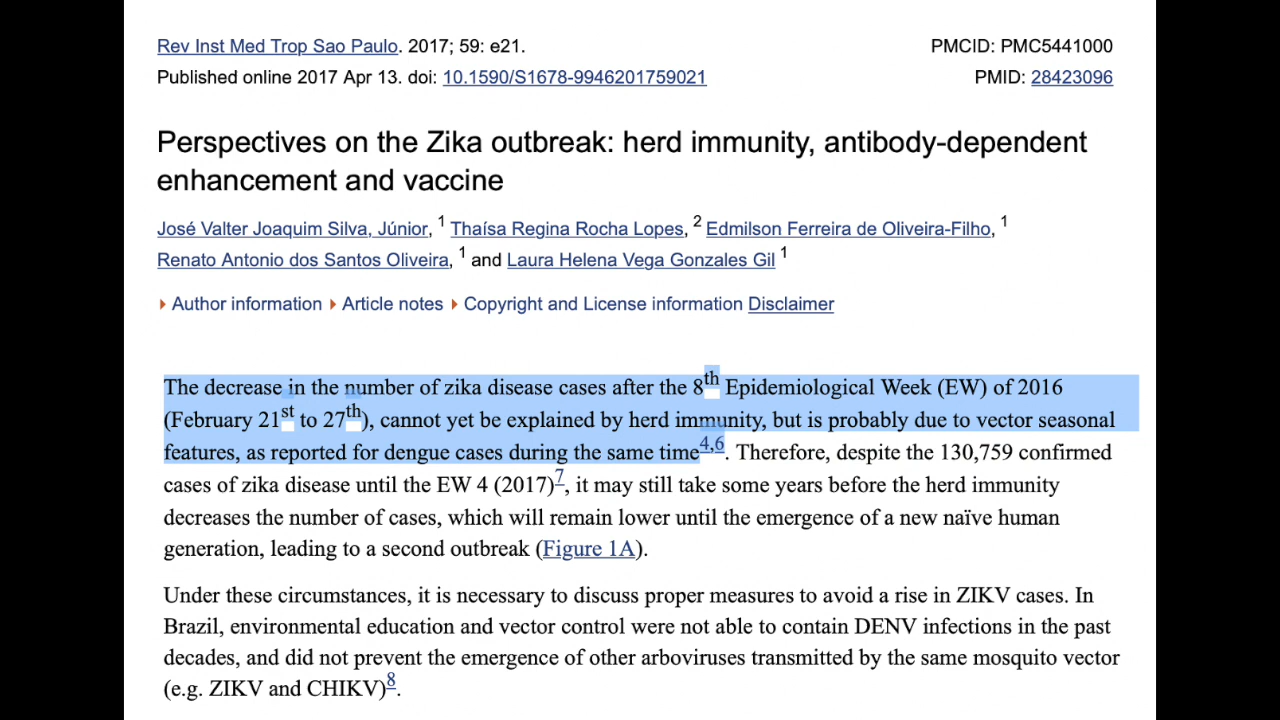 Rev Inst Med Trop Sao Paulo. 2017; 59: e21. PMCID: PMC5441000
Published online 2017 Apr 13. doi: 10.1590/S1678-9946201759021 PMID: 28423096
Perspectives on the Zika outbreak: herd immunity, antibody-dependent
enhancement and vaccine
José Valter Joaquim Silva, Júnior, 1 Thaísa Regina Rocha Lopes, 2 Edmilson Ferreira de Oliveira-Filho, 1
Renato Antonio dos Santos Oliveira, 1 and Laura Helena Vega Gonzales Gil 1
Author information Article notes Copyright and License information Disclaimer
The decrease in the number of zika disease cases after the 8th Epidemiological Week (EW) of 2016
(February 21st to 27th), cannot yet be explained by herd immunity, but is probably due to vector seasonal
features, as reported for dengue cases during the same time4,6. Therefore, despite the 130,759 confirmed
cases of zika disease until the EW 4 (2017)7, it may still take some years before the herd immunity
decreases the number of cases, which will remain lower until the emergence of a new naïve human
generation, leading to a second outbreak (Figure 1A).
Under these circumstances, it is necessary to discuss proper measures to avoid a rise in ZIKV cases. In
Brazil, environmental education and vector control were not able to contain DENV infections in the past
decades, and did not prevent the emergence of other arboviruses transmitted by the same mosquito vector
(e.g. ZIKV and CHIKV)8.